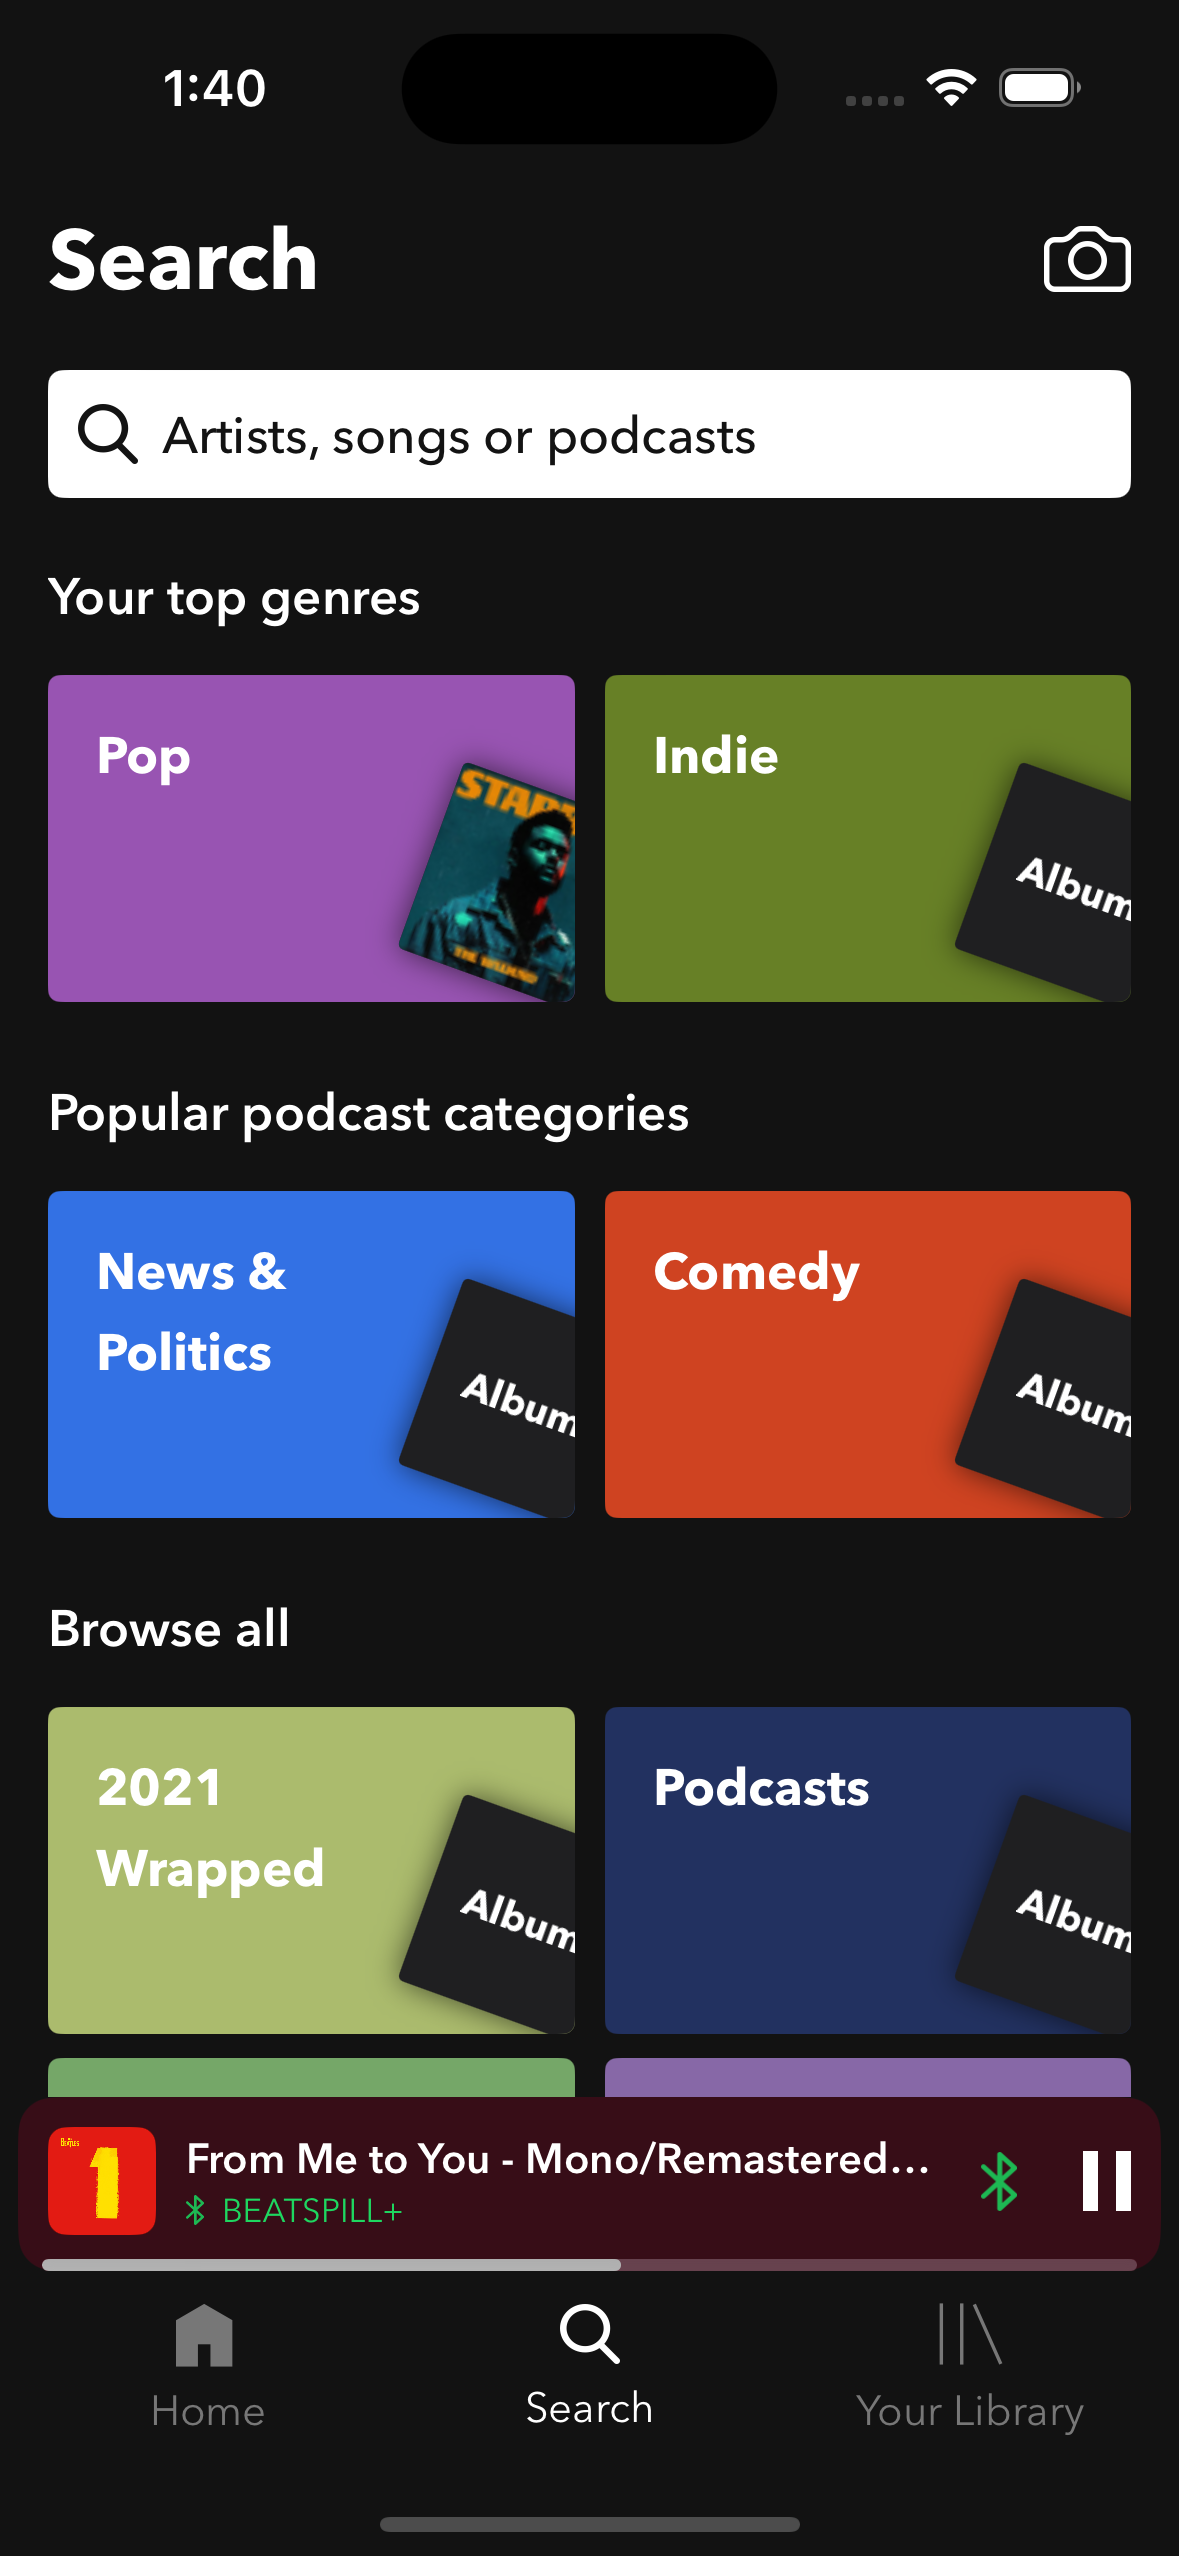 1:40
Search
Artists, songs or podcasts
Your top genres
Pop
Indie
Album
Popular podcast categories
News &
Politics
Comedy
Album
Album
Browse all
2021
Wrapped
Podcasts
Album
Album
1
From Me to You - Mono/Remastered...
BEATSPILL+
Home
Search
Your Library